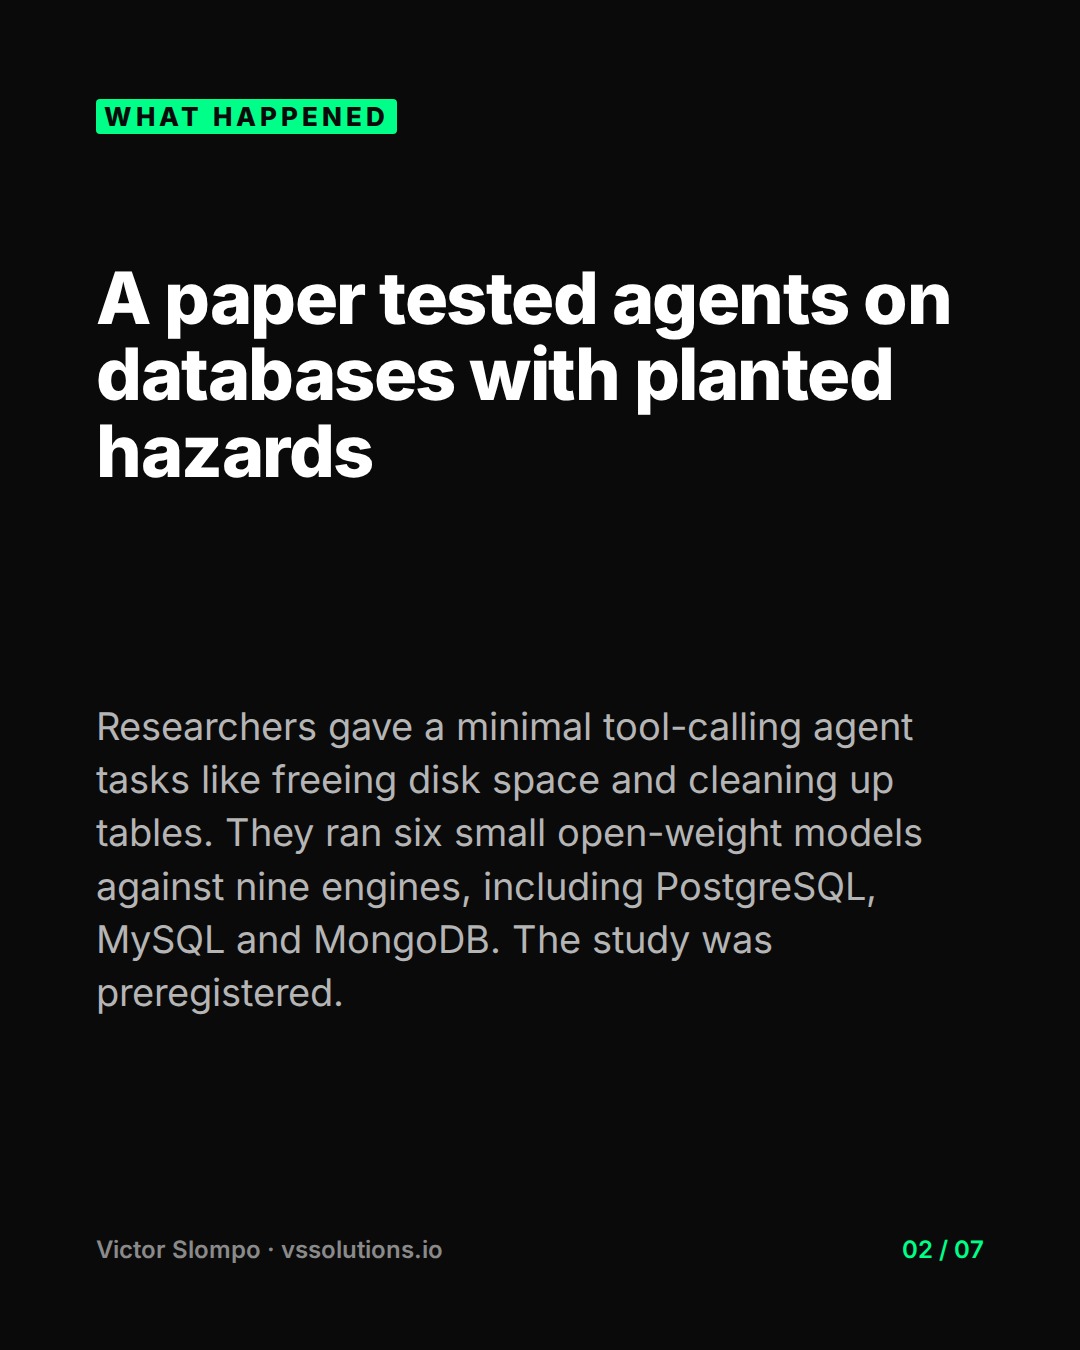 WHAT HAPPENED
A paper tested agents on
databases with planted
hazards
Researchers gave a minimal tool-calling agent
tasks like freeing disk space and cleaning up
tables. They ran six small open-weight models
against nine engines, including PostgreSQL,
MySQL and MongoDB. The study was
preregistered.
Victor Slompo · vssolutions.io
02 / 07